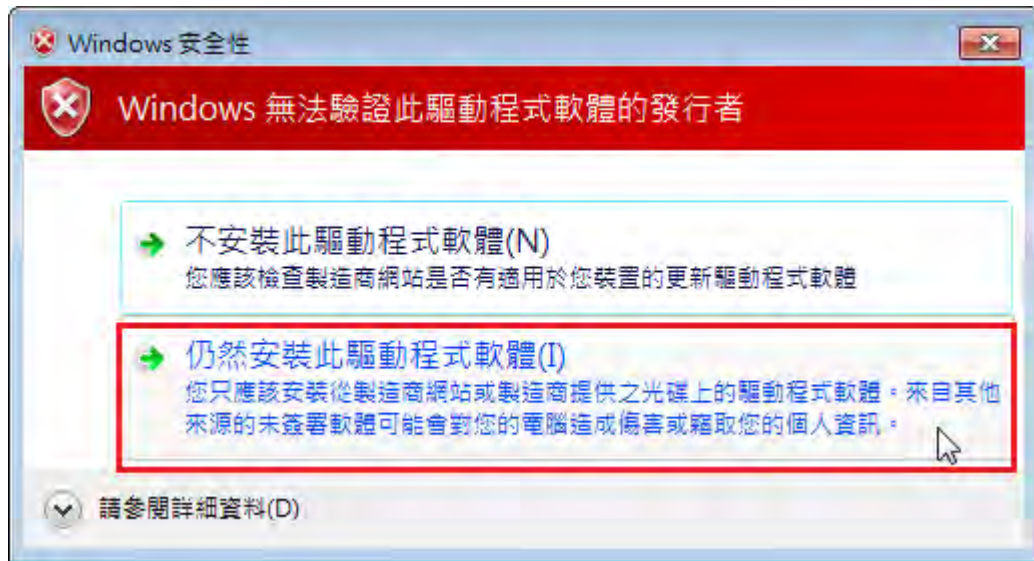 Windows 安全性
Windows 無法驗證此驅動程式軟體的發行者
不安裝此驅動程式軟體(N)
您應該檢查製造商網站是否有適用於您裝置的更新驅動程式軟體
仍然安裝此驅動程式軟體(I)
您只應該安裝從製造商網站或製造商提供之光碟上的驅動程式軟體。來自其他
來源的未簽署軟體可能會對您的電腦造成傷害或竊取您的個人資訊。
請參閱詳細資料(D)